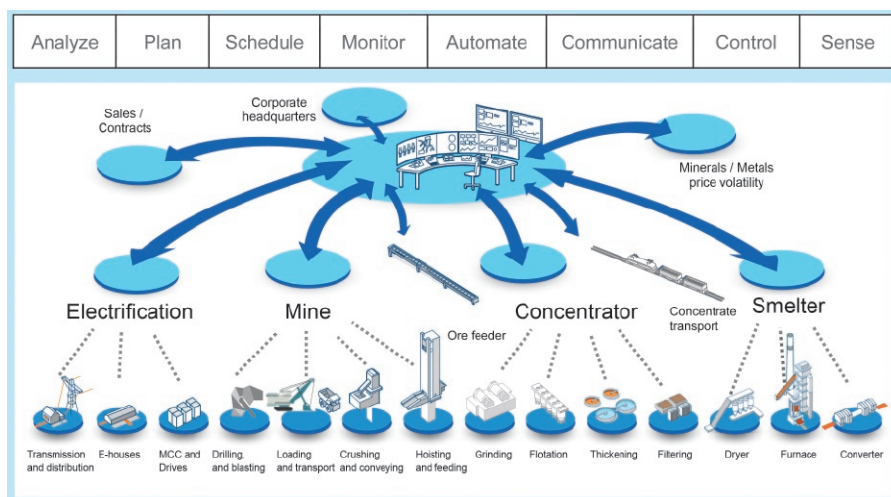 Analyze Plan Schedule Monitor Automate Communicate Control Sense
Corporate
headquarters
Sales /
Contracts
Minerals / Metals
price volatility
Electrification
Mine
Ore feeder
Concentrator
Concentrate
transport
Smelter
Transmission
and distribution
E-houses
MCC and
Drives
Drilling
and blasting
Loading
and transport
Crushing
and conveying
Hoisting
and feeding
Grinding
Flotation
Thickening
Filtering
Dryer
Furnace
Converter